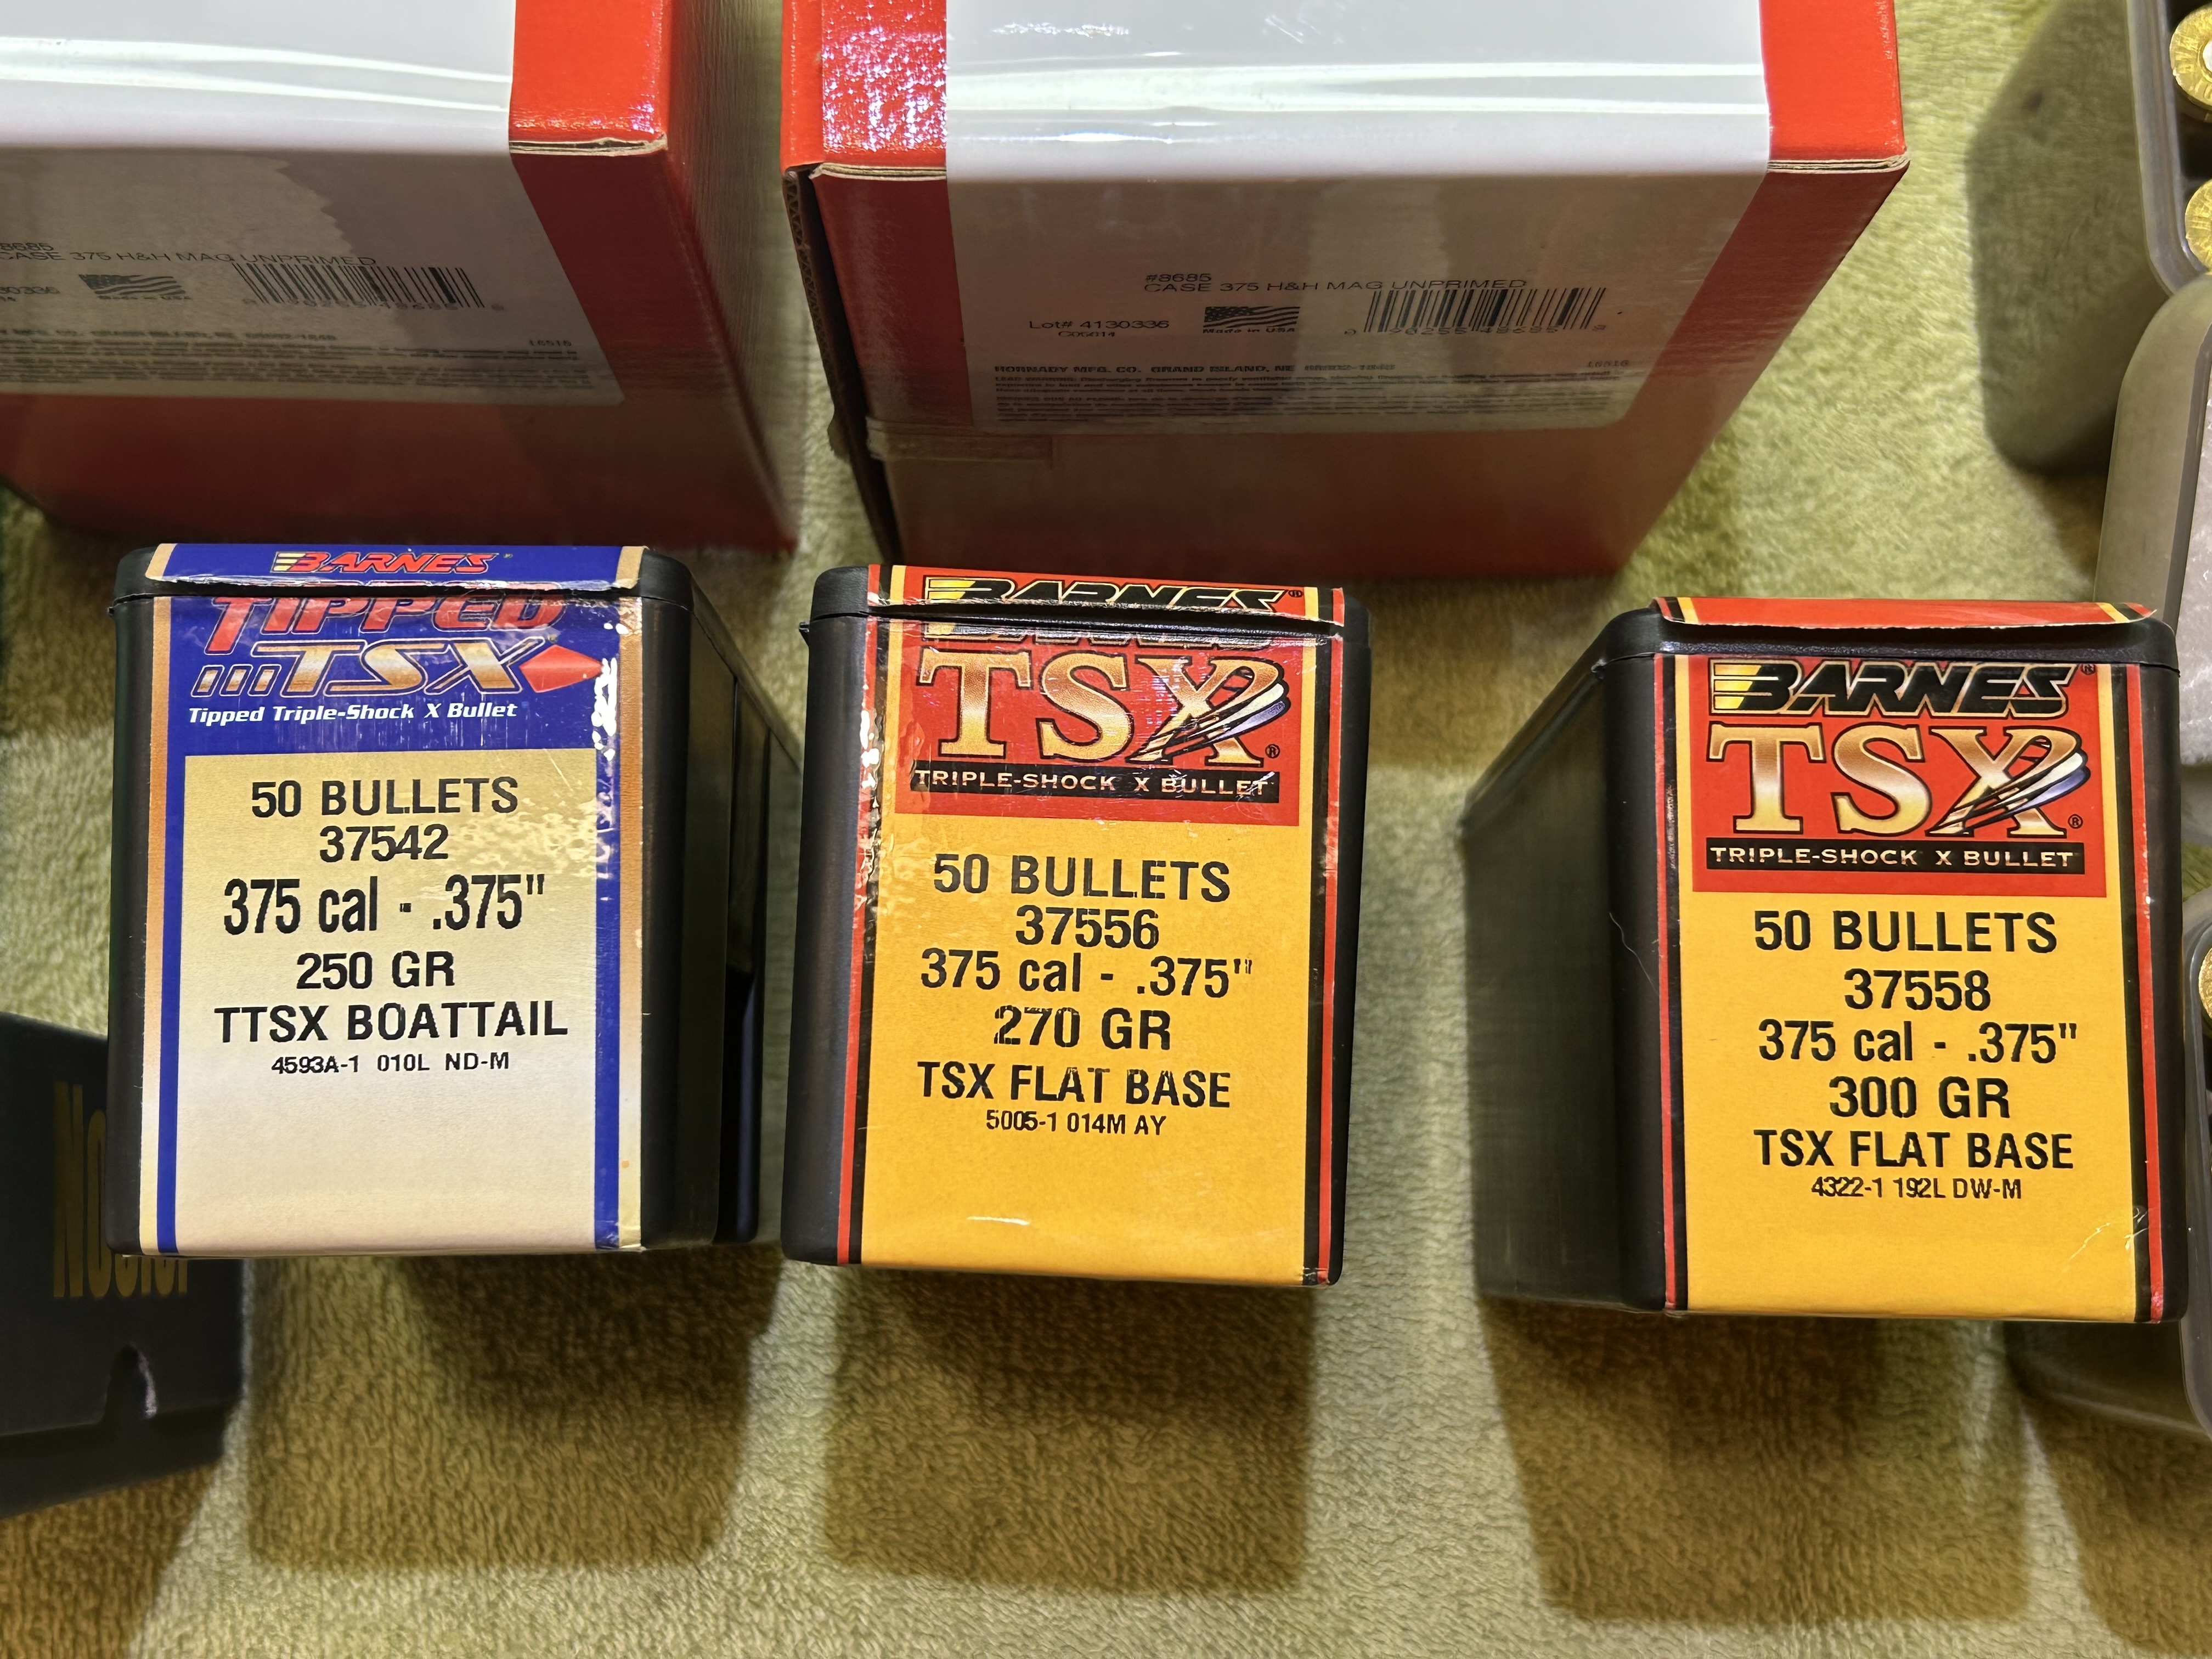 CASE 375 H&H MAG UNPRIMED
Made in USA
#8685
CASE 375 H&H MAG UNPRIMED
Lot# 4130336
Made in USA
HORNADY MFG. CO. GRAND ISLAND, NE
BARNES
TIPPED
TSX
Tipped Triple-Shock X Bullet
50 BULLETS
37542
375 cal - .375"
250 GR
TTSX BOATTAIL
4593A-1 010L ND-M
BARNES®
TSX®
TRIPLE-SHOCK X BULLET
50 BULLETS
37556
375 cal - .375"
270 GR
TSX FLAT BASE
5005-1 014M AY
BARNES®
TSX®
TRIPLE-SHOCK X BULLET
50 BULLETS
37558
375 cal - .375"
300 GR
TSX FLAT BASE
4322-1 192L DW-M